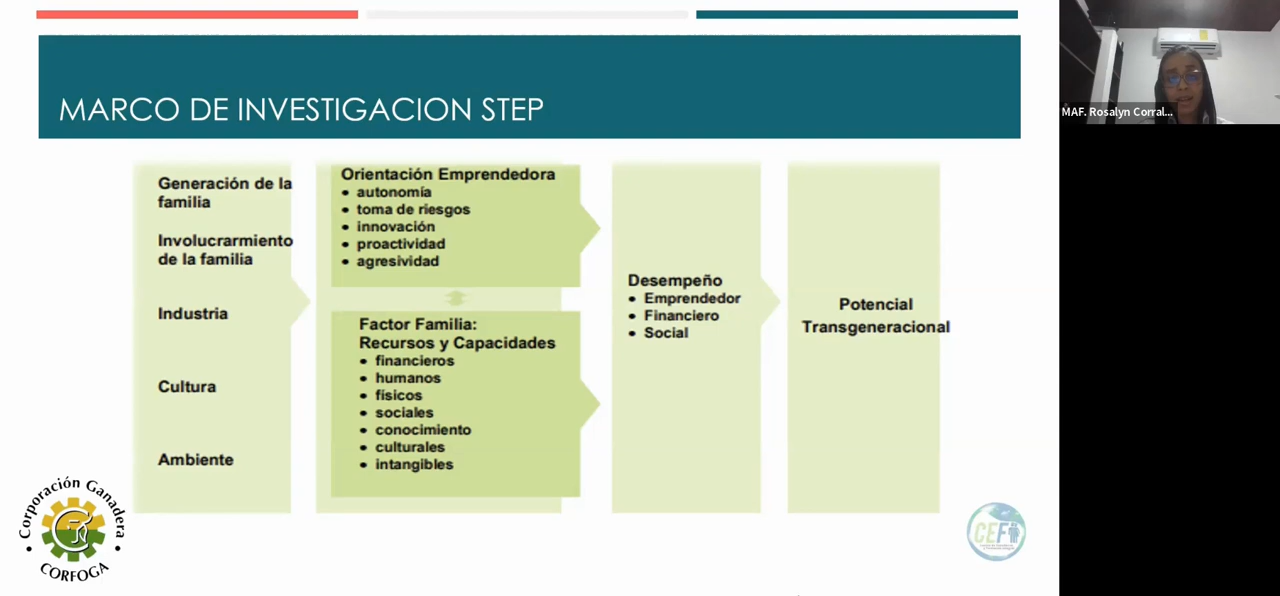 MARCO DE INVESTIGACION STEP
Generación de la
familia
Involucrarmiento
de la familia
Industria
Cultura
Ambiente
Orientación Emprendedora
• autonomía
• toma de riesgos
• innovación
• proactividad
• agresividad
Factor Familia:
Recursos y Capacidades
• financieros
• humanos
• físicos
• sociales
• conocimiento
• culturales
• intangibles
Desempeño
• Emprendedor
• Financiero
• Social
Potencial
Transgeneracional
MAF. Rosalyn Corral...
Corporación Ganadera
• CORFOGA •
CEFI